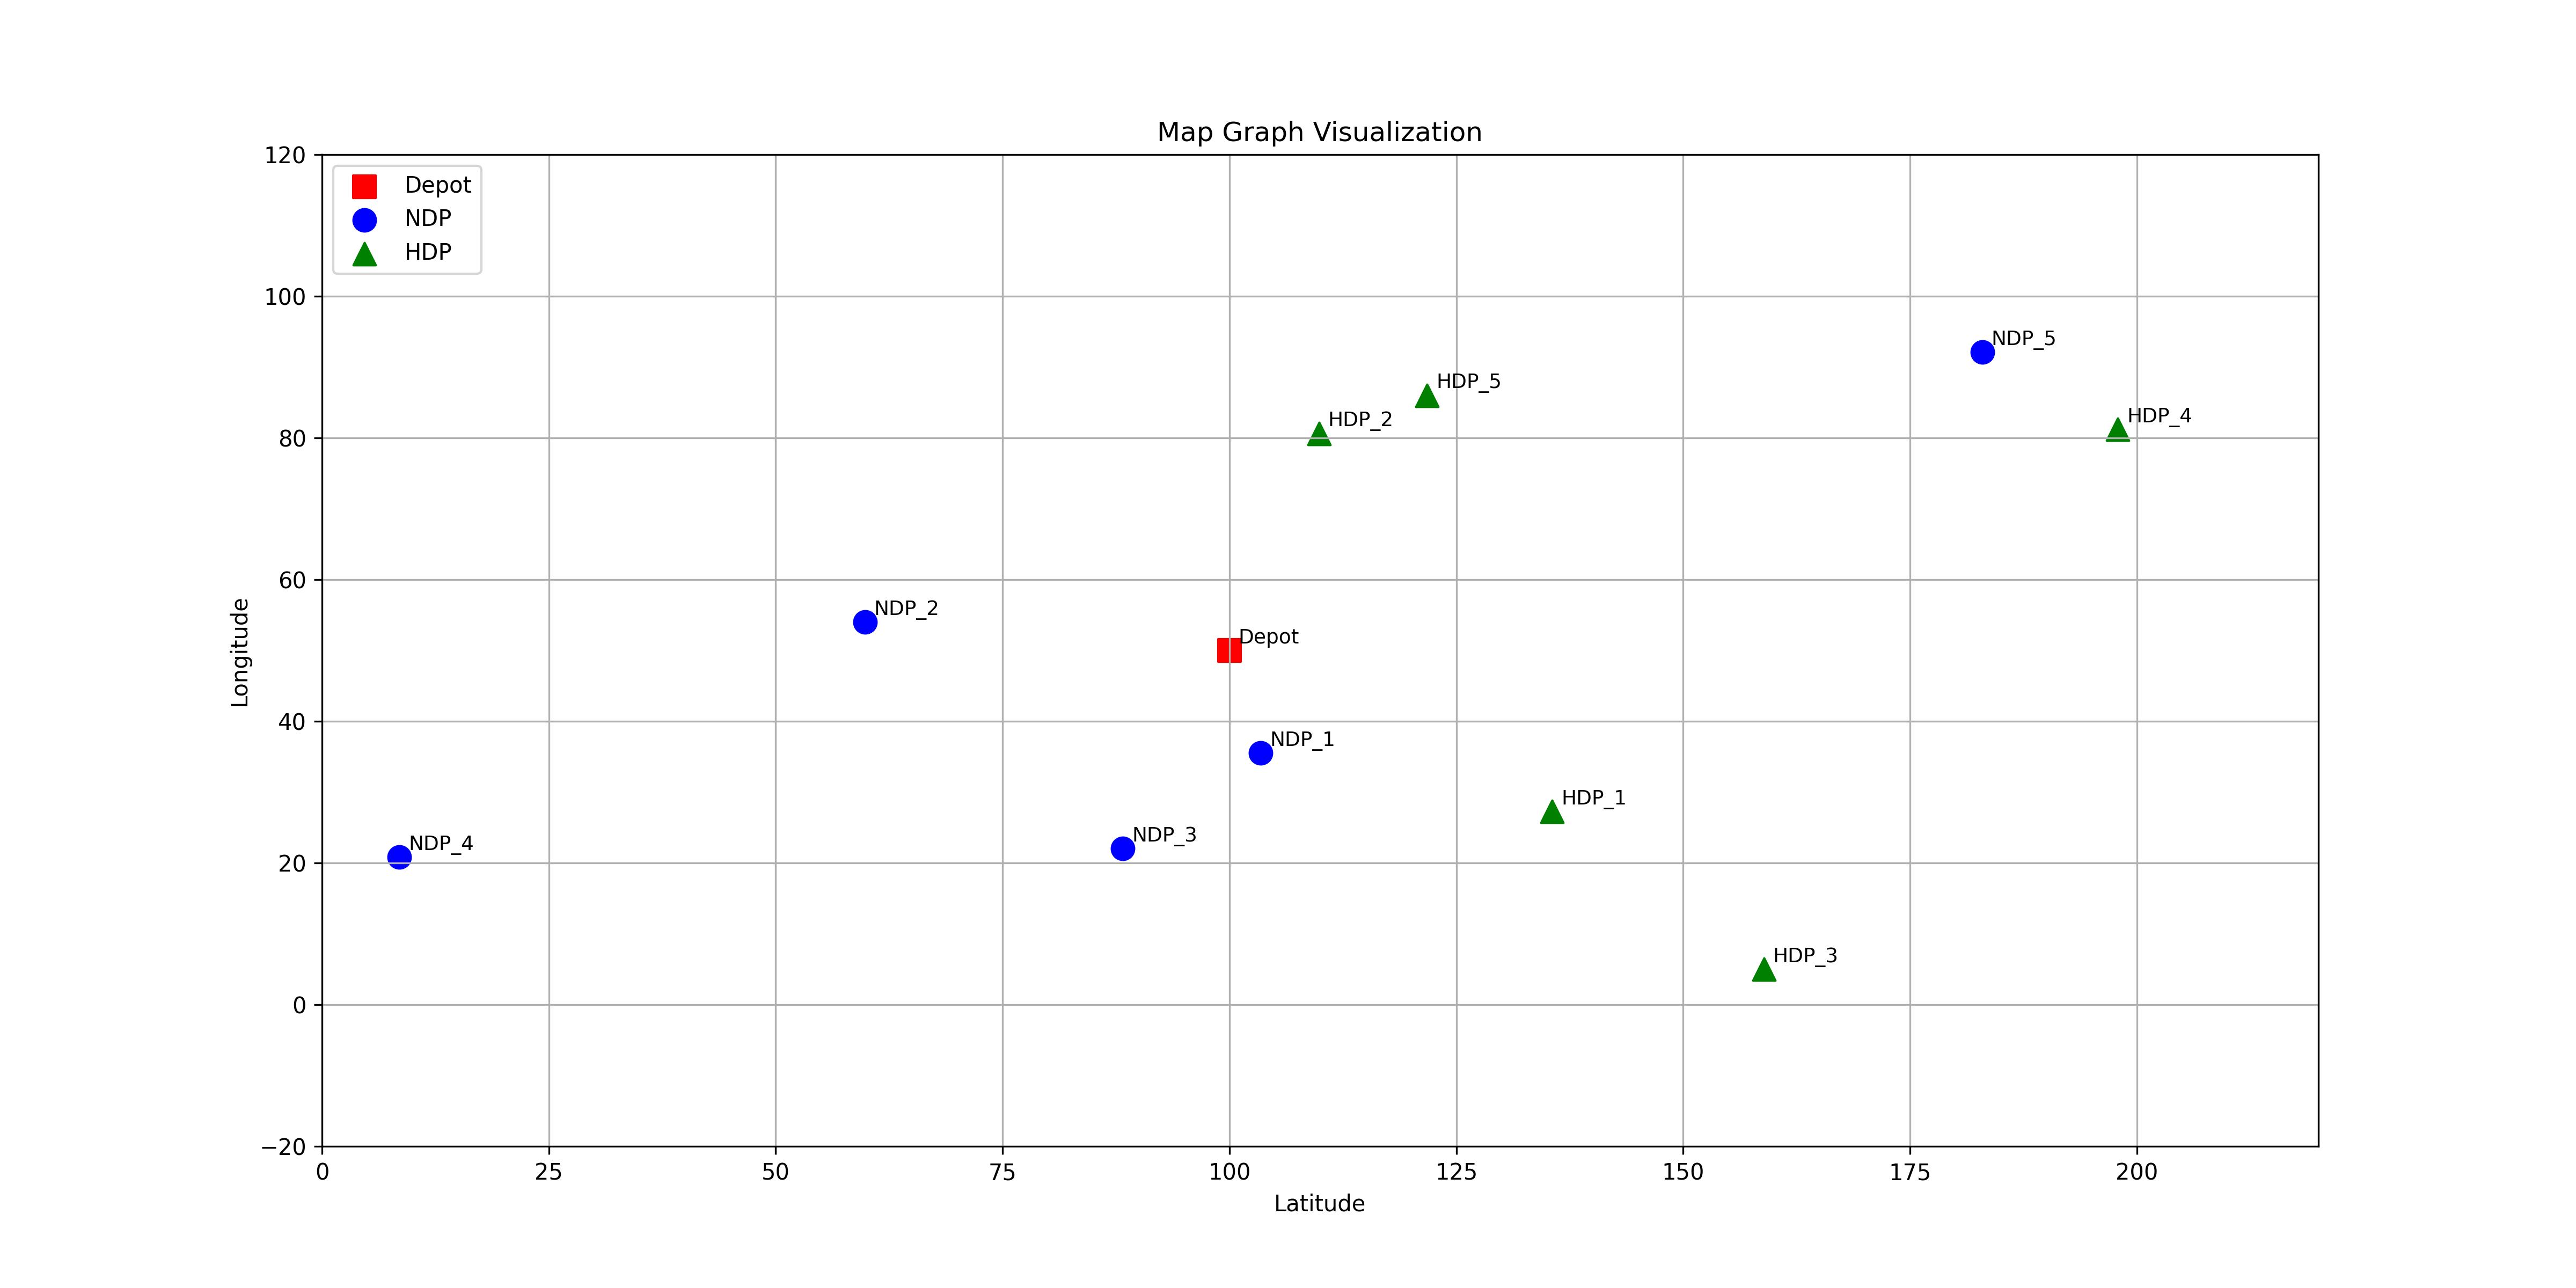 Map Graph Visualization
120
100
80
60
40
20
0
−20
Longitude
Depot
NDP
HDP
NDP_5
HDP_5
HDP_2
HDP_4
NDP_2
Depot
NDP_1
HDP_1
NDP_3
NDP_4
HDP_3
0 25 50 75 100 125 150 175 200
Latitude